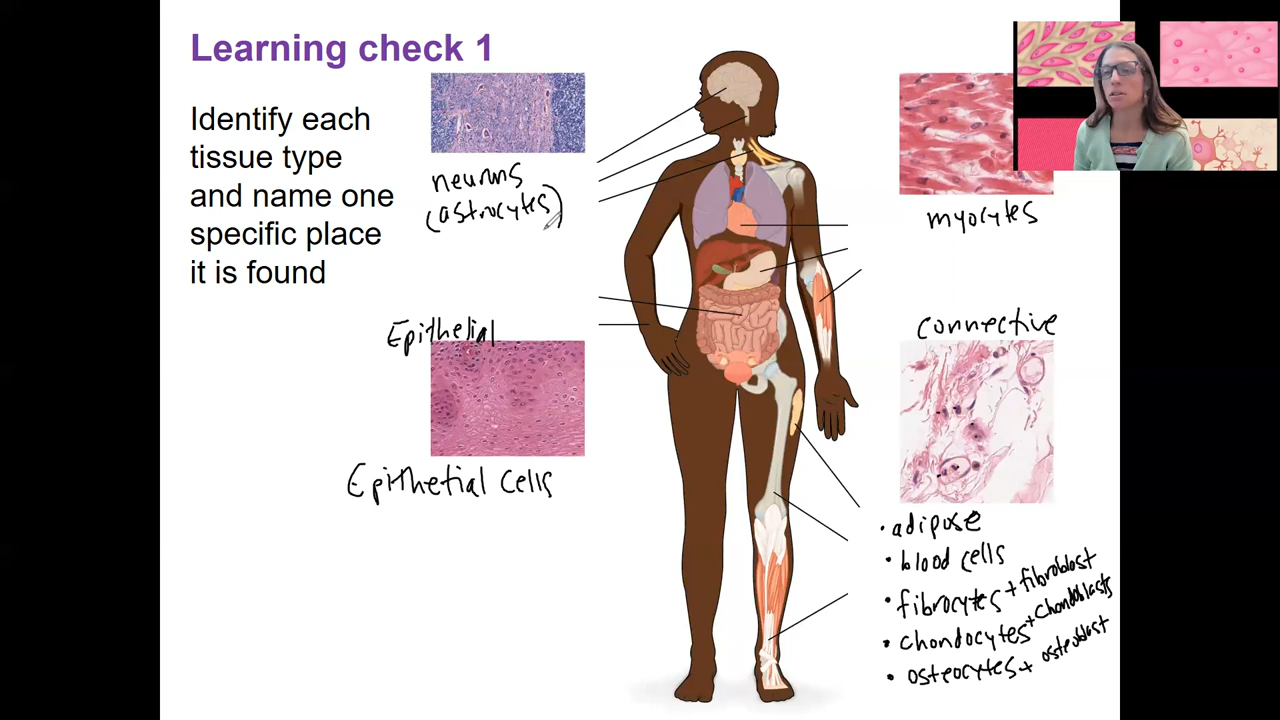 Learning check 1
Identify each
tissue type
and name one
specific place
it is found
neurons
(astrocytes)
Epithelial
Epithetial cells
myocytes
connective
• adipose
• blood cells
• fibrocytes + fibroblast
• chondocytes + chondoblasts
• osteocytes + osteoblast